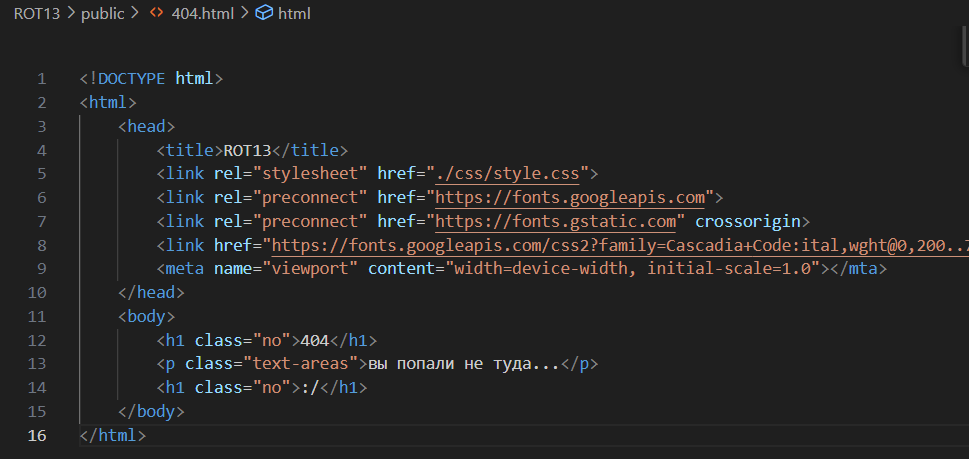 ROT13 > public > <> 404.html > html
1 <!DOCTYPE html>
2 <html>
3 <head>
4 <title>ROT13</title>
5 <link rel="stylesheet" href="./css/style.css">
6 <link rel="preconnect" href="https://fonts.googleapis.com">
7 <link rel="preconnect" href="https://fonts.gstatic.com" crossorigin>
8 <link href="https://fonts.googleapis.com/css2?family=Cascadia+Code:ital,wght@0,200..7
9 <meta name="viewport" content="width=device-width, initial-scale=1.0"></mta>
10 </head>
11 <body>
12 <h1 class="no">404</h1>
13 <p class="text-areas">вы попали не туда...</p>
14 <h1 class="no">:/</h1>
15 </body>
16 </html>